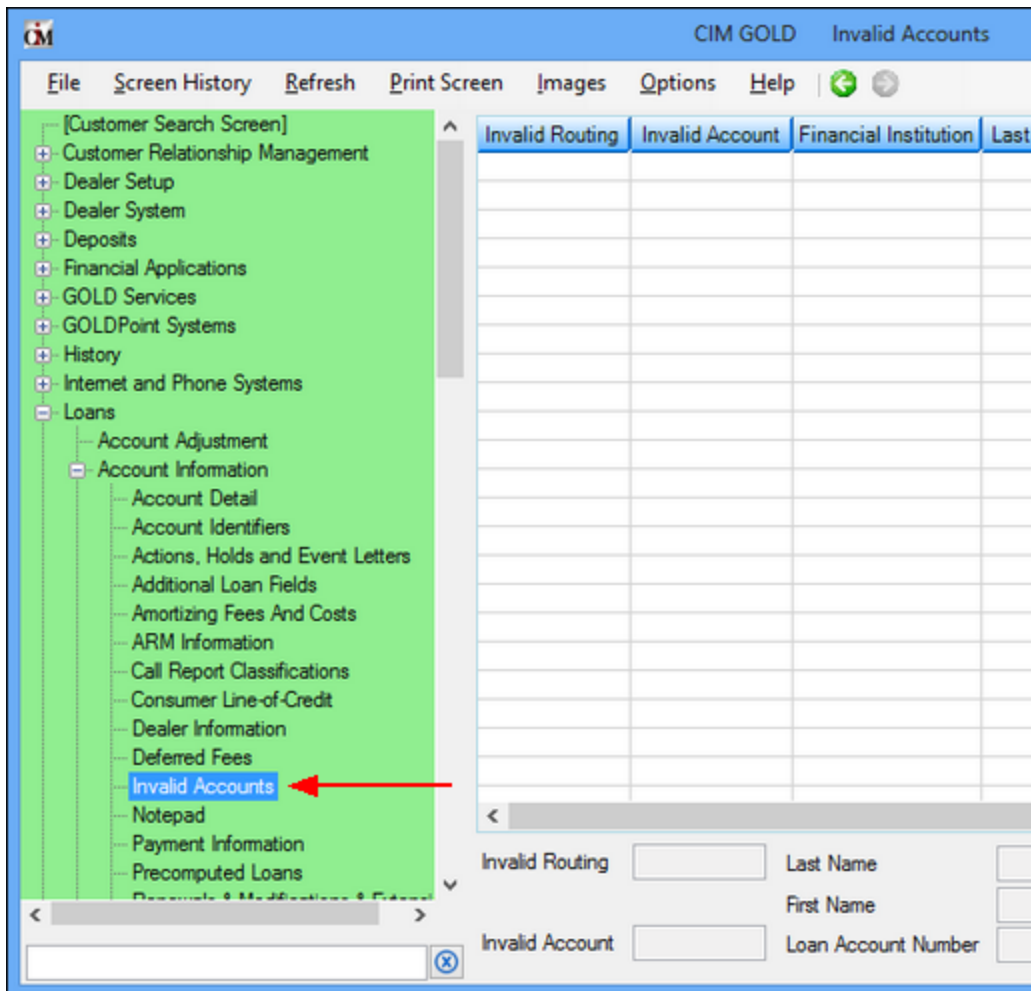 CIM
CIM GOLD Invalid Accounts
File Screen History Refresh Print Screen Images Options Help
[Customer Search Screen]
Customer Relationship Management
Dealer Setup
Dealer System
Deposits
Financial Applications
GOLD Services
GOLDPoint Systems
History
Internet and Phone Systems
Loans
Account Adjustment
Account Information
Account Detail
Account Identifiers
Actions, Holds and Event Letters
Additional Loan Fields
Amortizing Fees And Costs
ARM Information
Call Report Classifications
Consumer Line-of-Credit
Dealer Information
Deferred Fees
Invalid Accounts
Notepad
Payment Information
Precomputed Loans
Renewals & Modifications &
Invalid Routing Invalid Account Financial Institution Last
Invalid Routing Last Name
First Name
Invalid Account Loan Account Number